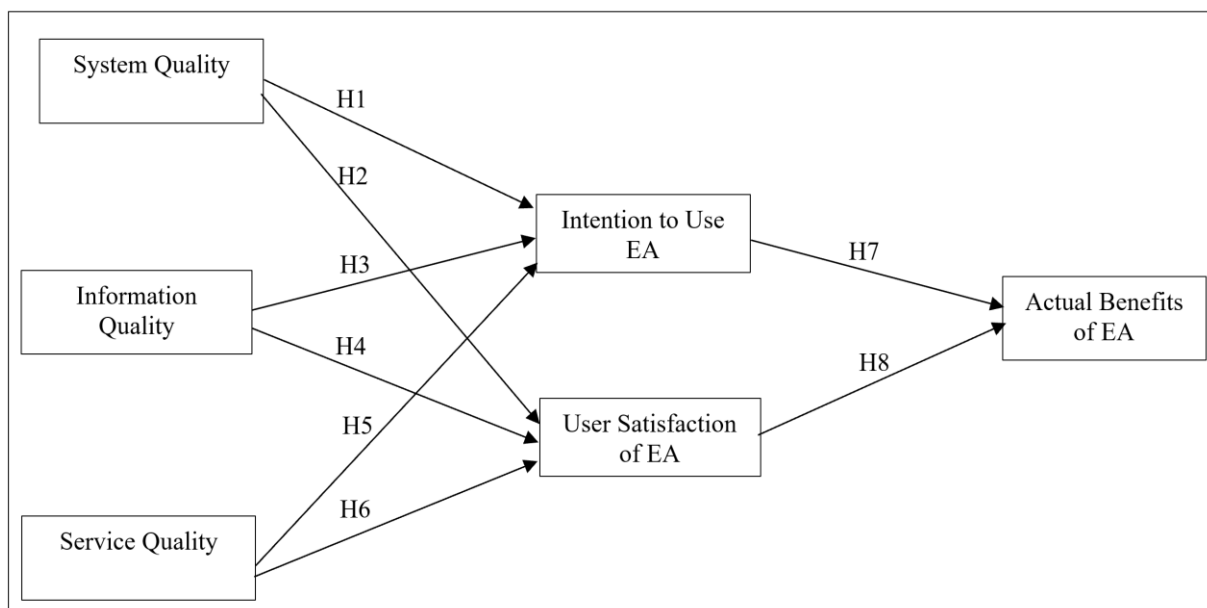 System Quality
H1
H2
Intention to Use
EA
H3
H7
Information
Quality
Actual Benefits
of EA
H4
H8
H5
User Satisfaction
of EA
H6
Service Quality